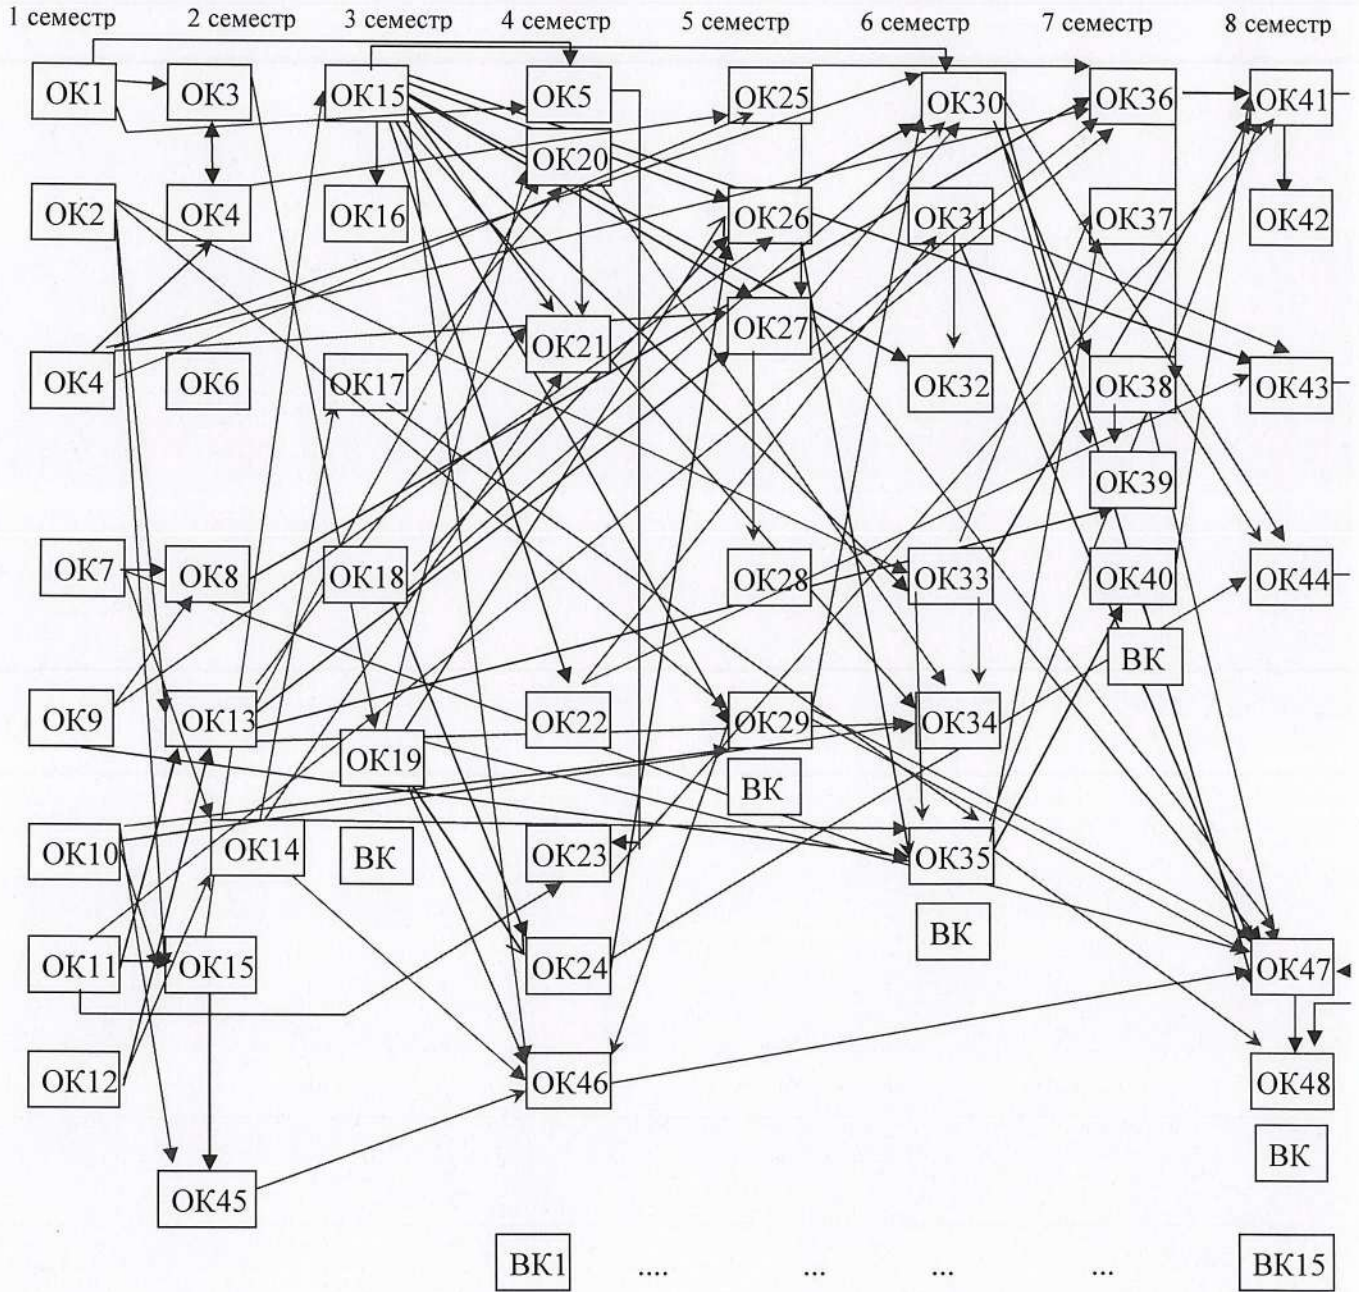 1 семестр 2 семестр 3 семестр 4 семестр 5 семестр 6 семестр 7 семестр 8 семестр
ОК1 ОК3 ОК15 ОК5 ОК25 ОК30 ОК36 ОК41
ОК20
ОК2 ОК4 ОК16 ОК26 ОК31 ОК37 ОК42
ОК21 ОК27
ОК4 ОК6 ОК17 ОК32 ОК38 ОК43
ОК39
ОК7 ОК8 ОК18 ОК28 ОК33 ОК40 ОК44
ВК
ОК9 ОК13 ОК22 ОК29 ОК34
ОК19
ВК
ОК10 ОК14 ВК ОК23 ОК35
ВК
ОК11 ОК15 ОК24 ОК47
ОК12 ОК46 ОК48
ВК
ОК45
ВК1 .... ... ... ... ВК15